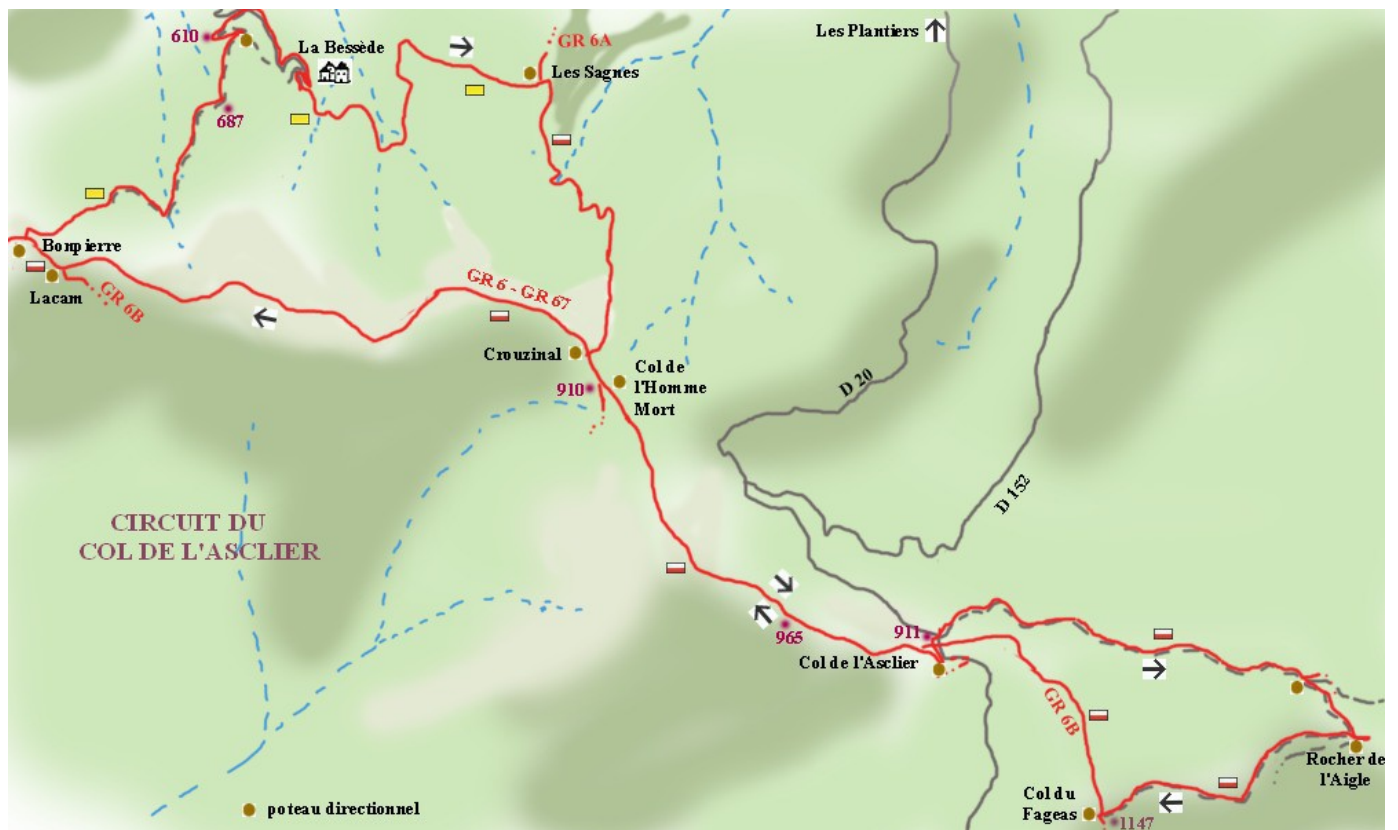 610
La Bessède
GR 6A
Les Plantiers
Les Sagnes
687
Bonpierre
Lacam
GR 6B
GR 6 - GR 67
Crouzinal
Col de
l'Homme
Mort
910
D 20
D 152
CIRCUIT DU
COL DE L'ASCLIER
965
911
Col de l'Asclier
GR 6B
Rocher de
l'Aigle
Col du
Fageas
1147
poteau directionnel